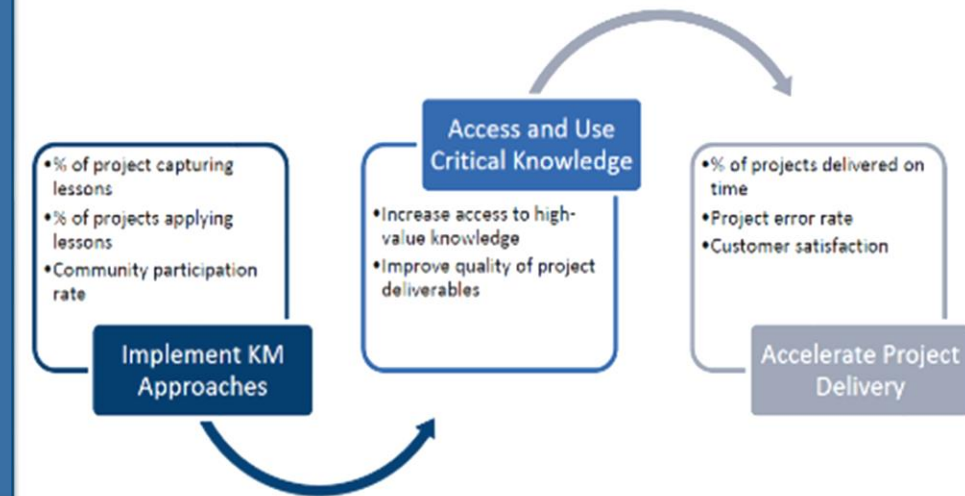 •% of project capturing
lessons
•% of projects applying
lessons
•Community participation
rate
Implement KM
Approaches
Access and Use
Critical Knowledge
•Increase access to high-
value knowledge
•Improve quality of project
deliverables
•% of projects delivered on
time
•Project error rate
•Customer satisfaction
Accelerate Project
Delivery